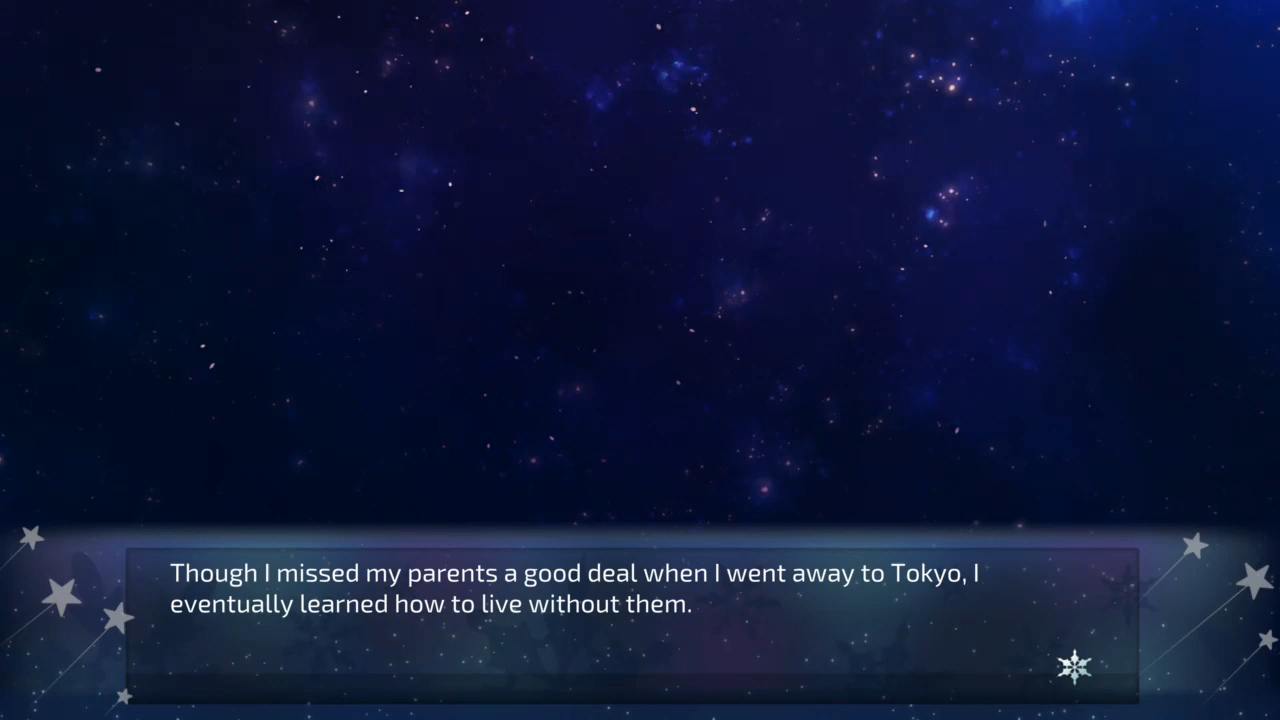 Though I missed my parents a good deal when I went away to Tokyo, I
eventually learned how to live without them.